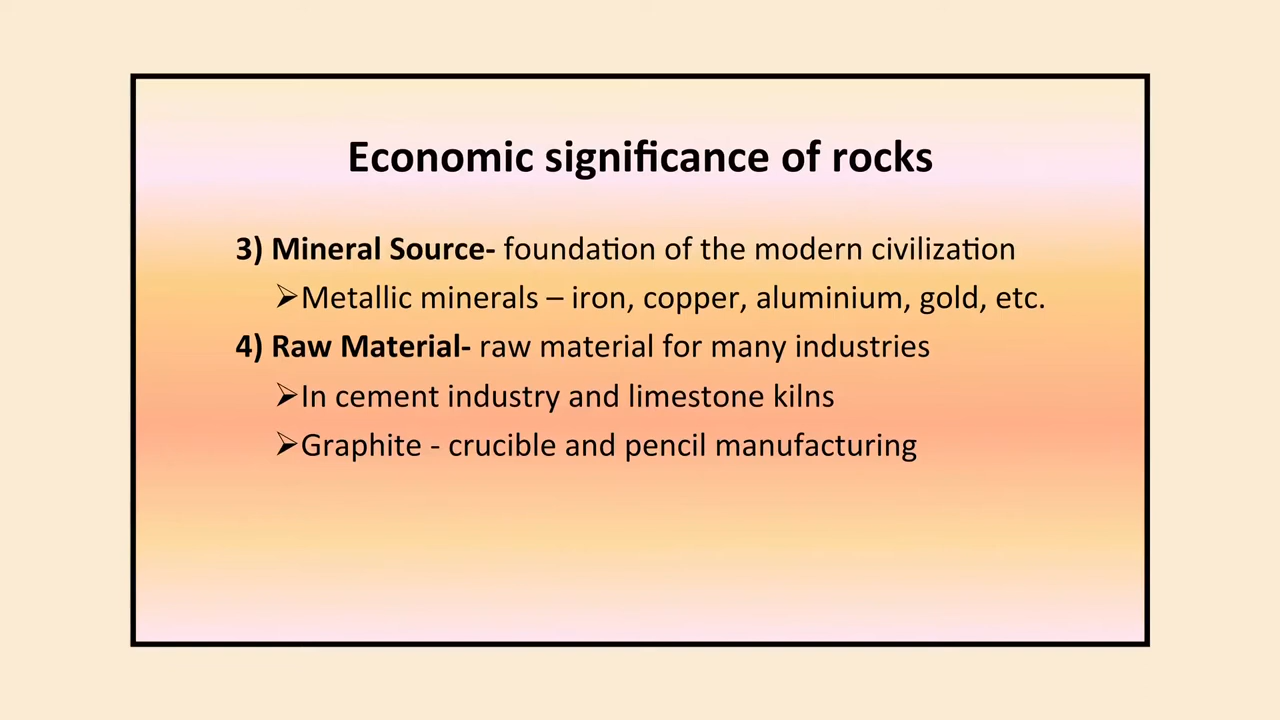 Economic significance of rocks
3) Mineral Source- foundation of the modern civilization
➢Metallic minerals – iron, copper, aluminium, gold, etc.
4) Raw Material- raw material for many industries
➢In cement industry and limestone kilns
➢Graphite - crucible and pencil manufacturing